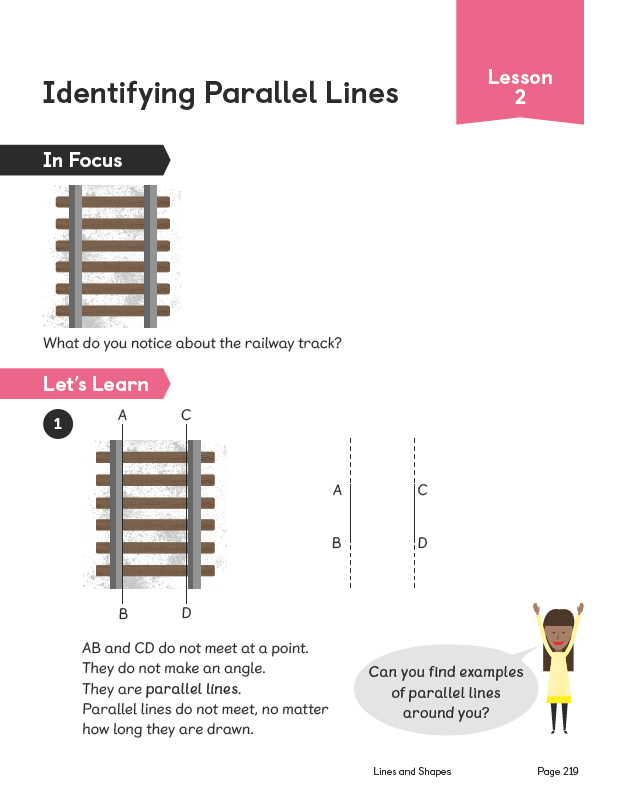 Lesson
2
Identifying Parallel Lines
In Focus
What do you notice about the railway track?
Let's Learn
1
A
C
B
D
A
C
B
D
AB and CD do not meet at a point.
They do not make an angle.
They are parallel lines.
Parallel lines do not meet, no matter
how long they are drawn.
Can you find examples
of parallel lines
around you?
Lines and Shapes
Page 219